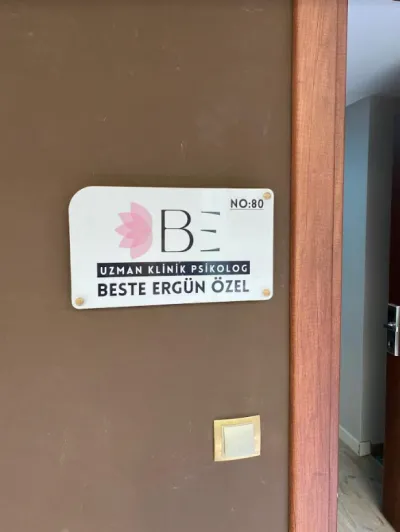 NO:80
BE
UZMAN KLİNİK PSİKOLOG
BESTE ERGÜN ÖZEL